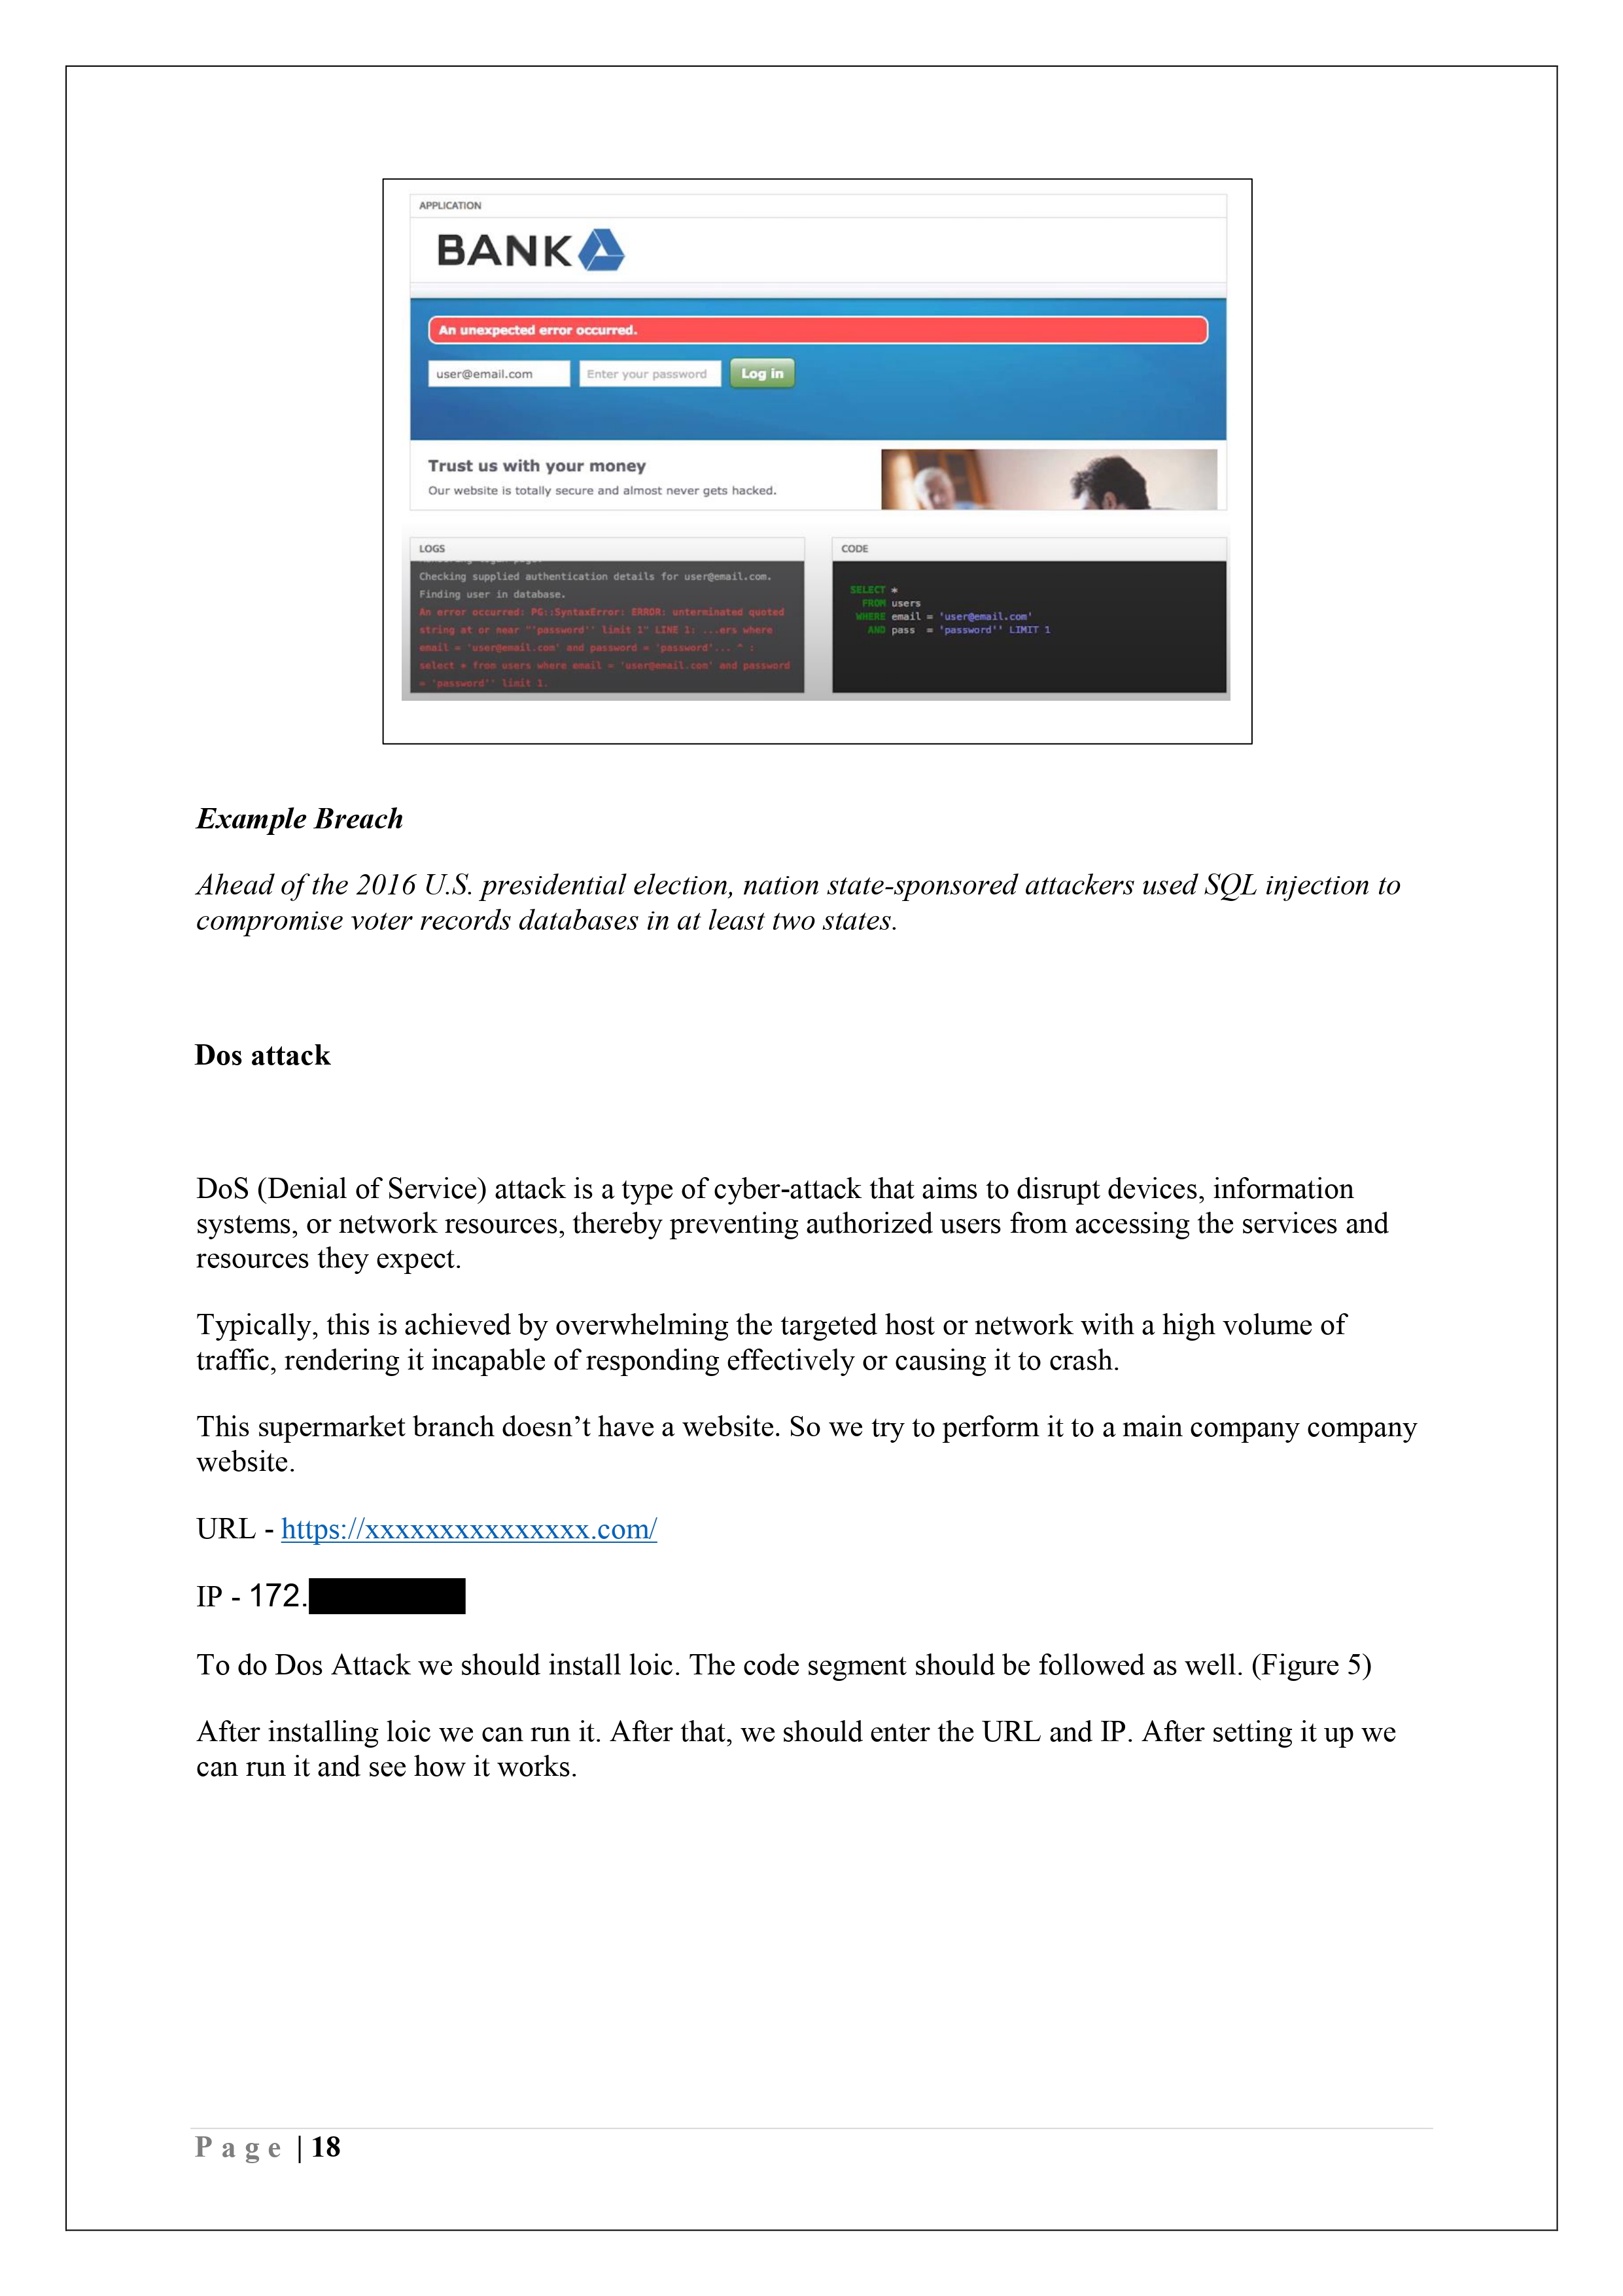 APPLICATION
BANK
An unexpected error occurred.
user@email.com Enter your password Log in
Trust us with your money
Our website is totally secure and almost never gets hacked.
LOGS
Checking supplied authentication details for user@email.com.
Finding user in database.
An error occurred: PG::SyntaxError: ERROR: unterminated quoted
string at or near "'password'' limit 1" LINE 1: ...ers where
email = 'user@email.com' and password = 'password'... ^ :
select * from users where email = 'user@email.com' and password
= 'password'' limit 1.
CODE
SELECT *
FROM users
WHERE email = 'user@email.com'
AND pass = 'password'' LIMIT 1
Example Breach
Ahead of the 2016 U.S. presidential election, nation state-sponsored attackers used SQL injection to
compromise voter records databases in at least two states.
Dos attack
DoS (Denial of Service) attack is a type of cyber-attack that aims to disrupt devices, information
systems, or network resources, thereby preventing authorized users from accessing the services and
resources they expect.
Typically, this is achieved by overwhelming the targeted host or network with a high volume of
traffic, rendering it incapable of responding effectively or causing it to crash.
This supermarket branch doesn’t have a website. So we try to perform it to a main company company
website.
URL - https://xxxxxxxxxxxxxxx.com/
IP - 172.
To do Dos Attack we should install loic. The code segment should be followed as well. (Figure 5)
After installing loic we can run it. After that, we should enter the URL and IP. After setting it up we
can run it and see how it works.
Page | 18